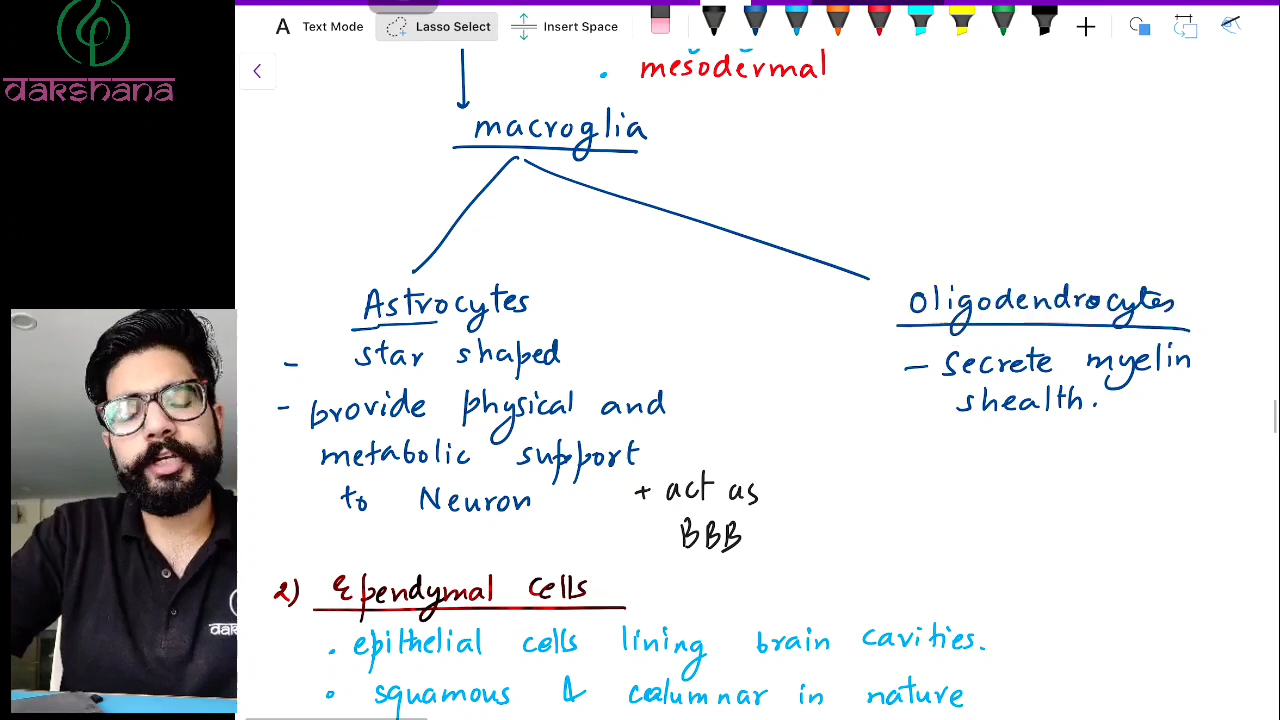 dakshana
A Text Mode Lasso Select Insert Space
mesodermal
macroglia
Astrocytes
- star shaped
- provide physical and
metabolic support
to Neuron
+ act as
BBB
Oligodendrocytes
- secrete myelin
shealth.
2) Ependymal cells
• epithelial cells lining brain cavities.
• squamous & columnar in nature